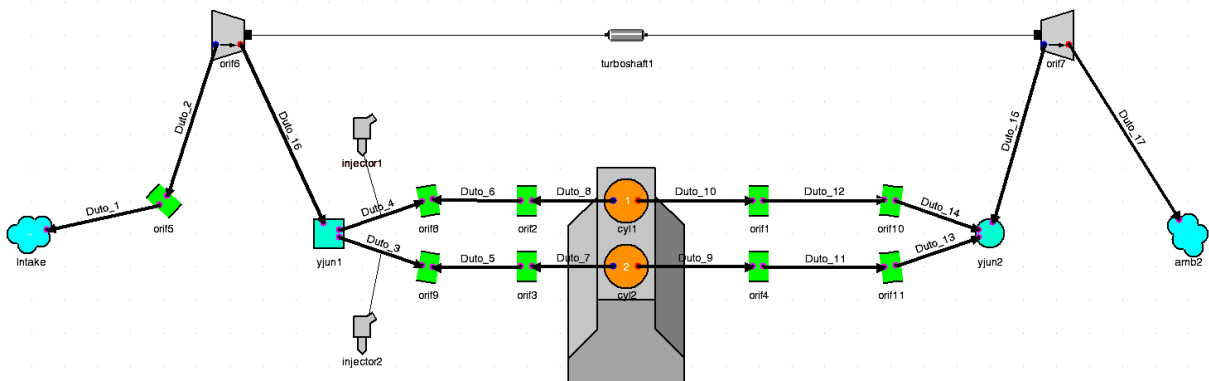 orif6
turboshaft1
orif7
Duto_2
Duto_16
Duto_15
Duto_17
injector1
Duto_1
orif5
Duto_4
Duto_6
Duto_8
1
Duto_10
Duto_12
Duto_14
orif8
orif2
cyl1
orif1
orif10
Intake
yjun1
Duto_3
Duto_5
Duto_7
2
Duto_9
Duto_11
Duto_13
yjun2
amb2
orif9
orif3
cyl2
orif4
orif11
injector2